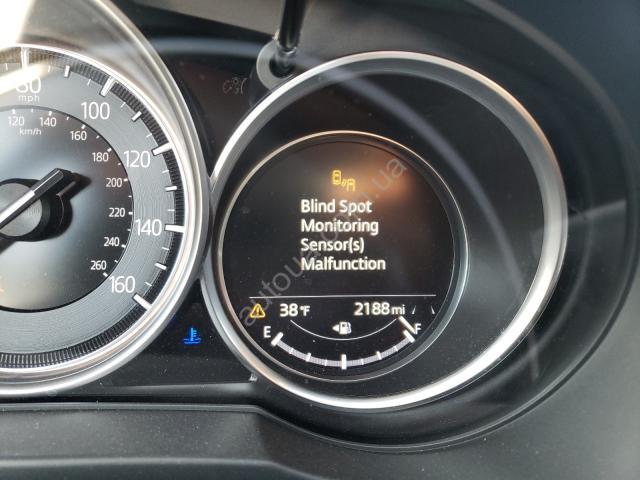 80
mph
100
120
140
160
120 140
km/h
160
180
200
220
240
260
Blind Spot
Monitoring
Sensor(s)
Malfunction
38°F
2188 mi
E
F